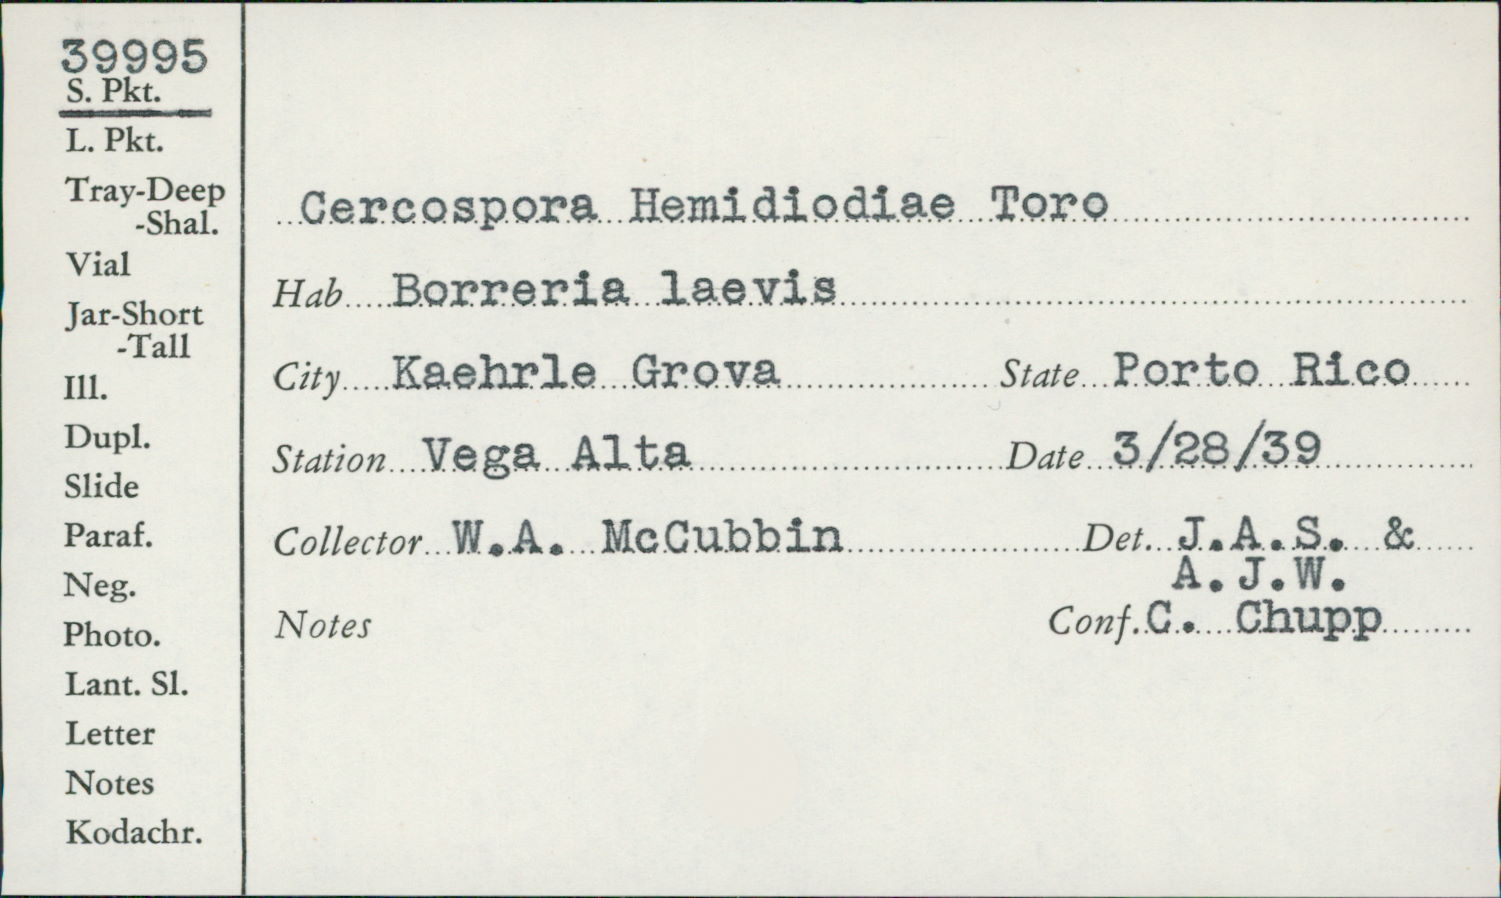 39995
S. Pkt.
L. Pkt.
Tray-Deep
-Shal.
Vial
Jar-Short
-Tall
Ill.
Dupl.
Slide
Paraf.
Neg.
Photo.
Lant. Sl.
Letter
Notes
Kodachr.
Cercospora Hemidiodiae Toro
Hab Borreria laevis
City Kaehrle Grova State Porto Rico
Station Vega Alta Date 3/28/39
Collector W.A. McCubbin Det. J.A.S. &
A.J.W.
Notes Conf. C. Chupp